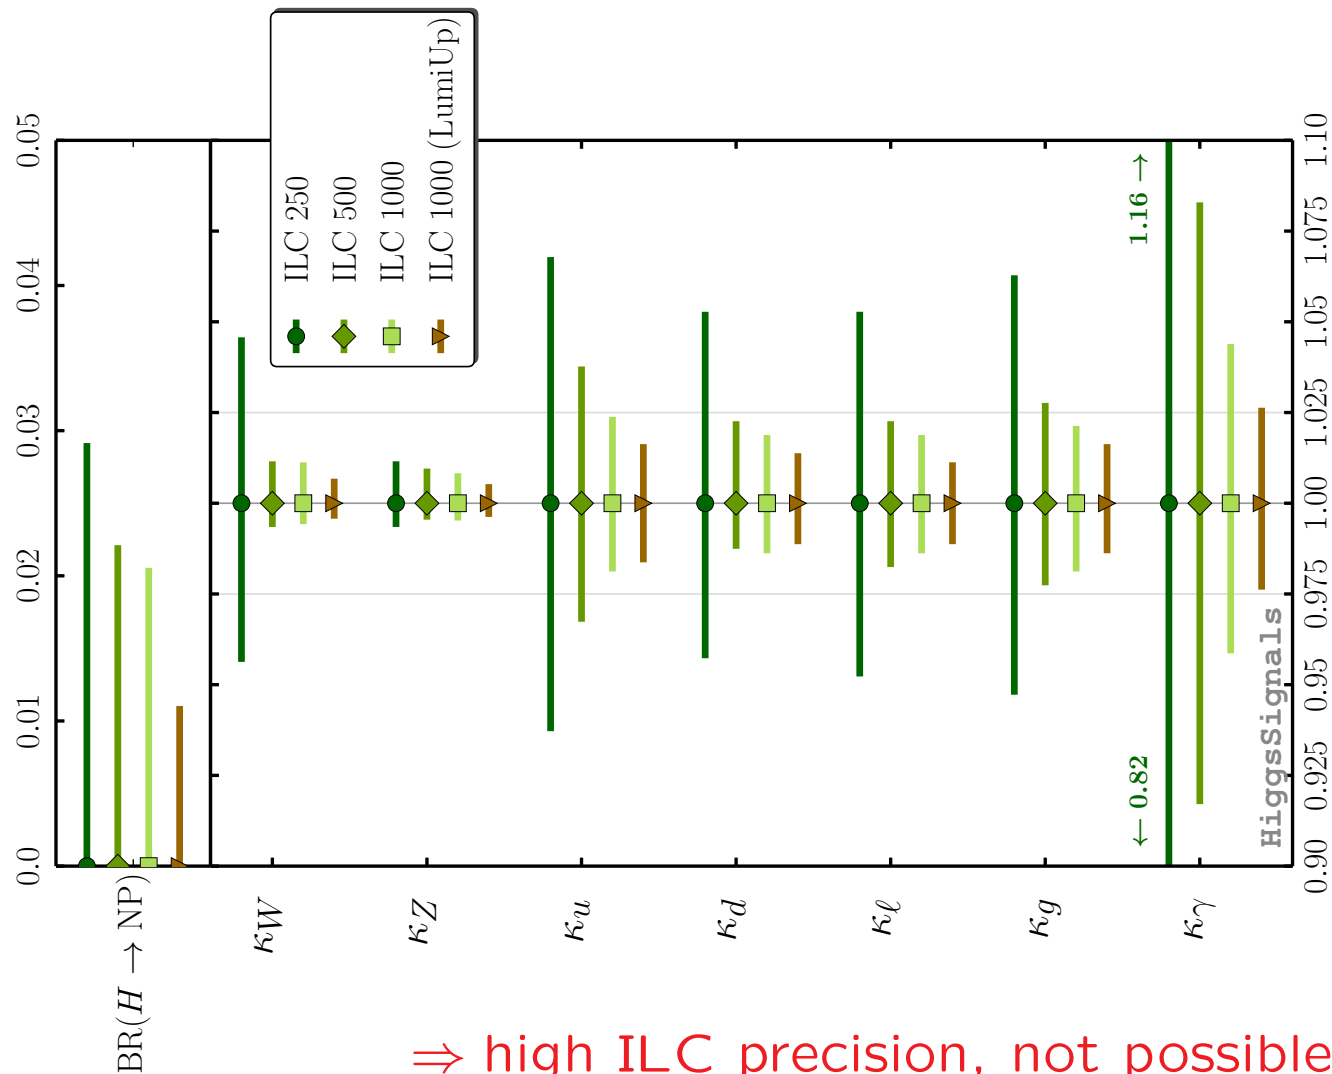 0.0 0.01 0.02 0.03 0.04 0.05
BR(H → NP)
κW
κZ
κu
κd
κℓ
κg
κγ
ILC 250
ILC 500
ILC 1000
ILC 1000 (LumiUp)
← 0.82
1.16 →
HiggsSignals
0.90 0.925 0.95 0.975 1.00 1.025 1.05 1.075 1.10
⇒ high ILC precision, not possible